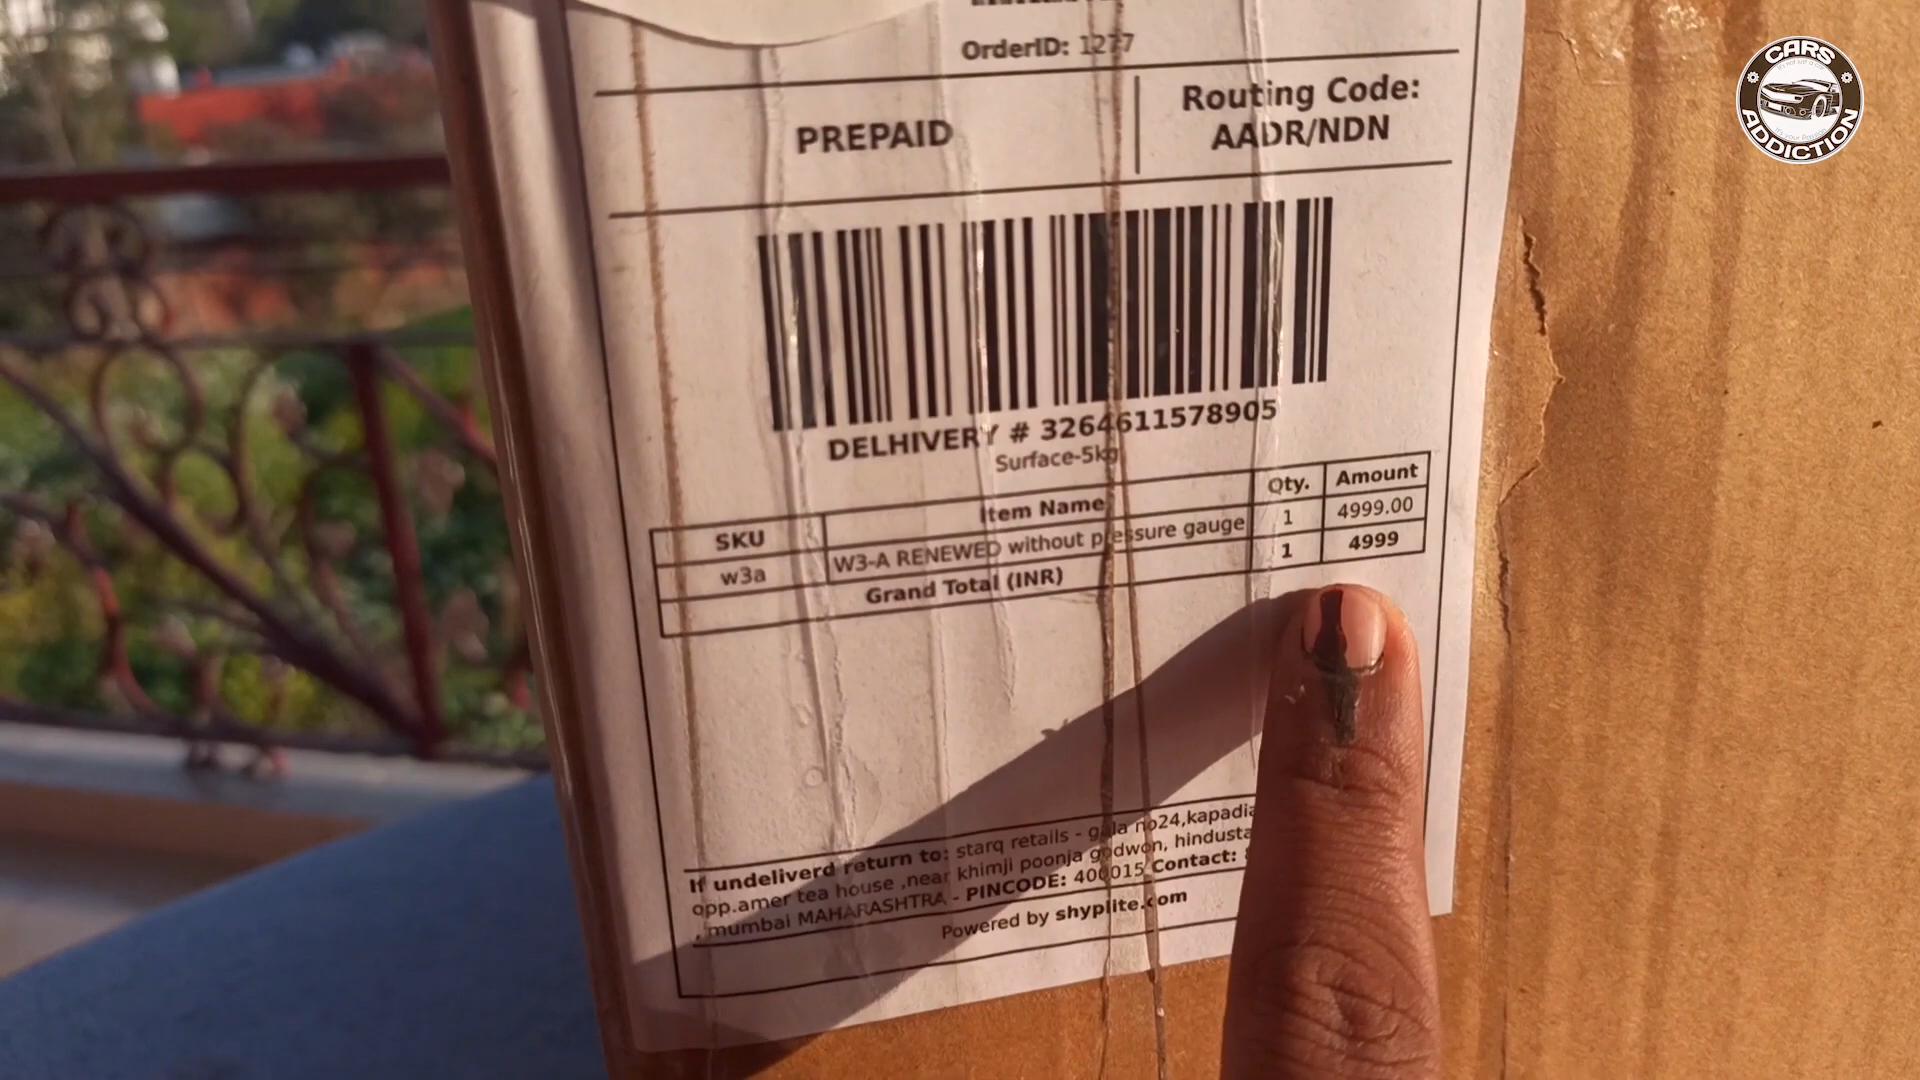 OrderID: 1277
PREPAID
Routing Code:
AADR/NDN
DELHIVERY # 3264611578905
Surface-5kg
SKU Item Name Qty. Amount
w3a W3-A RENEWED without pressure gauge 1 4999.00
Grand Total (INR) 1 4999
If undeliverd return to: starq retails - gala no24,kapadia
opp.amer tea house ,near khimji poonja godwon, hindusta
, mumbai MAHARASHTRA - PINCODE: 400015 Contact:
Powered by shyplite.com
CARS
ADDICTION